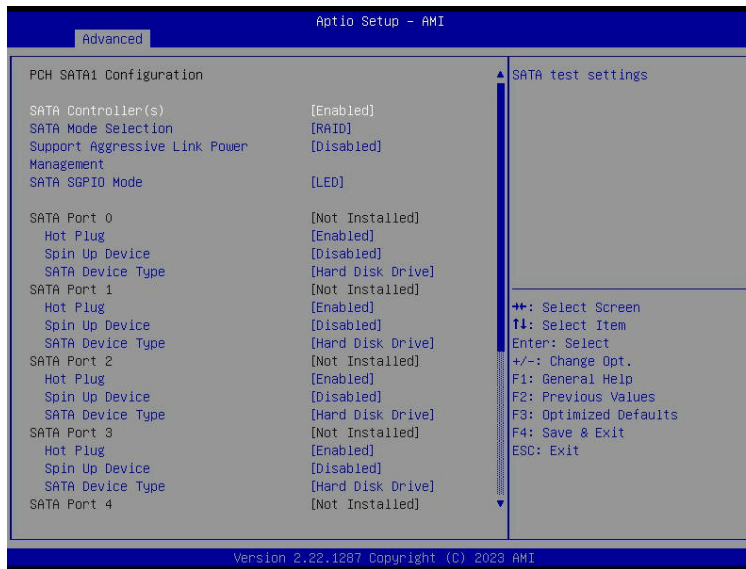 Aptio Setup – AMI
Advanced
PCH SATA1 Configuration
SATA Controller(s) [Enabled]
SATA Mode Selection [RAID]
Support Aggressive Link Power [Disabled]
Management
SATA SGPIO Mode [LED]
SATA Port 0 [Not Installed]
Hot Plug [Enabled]
Spin Up Device [Disabled]
SATA Device Type [Hard Disk Drive]
SATA Port 1 [Not Installed]
Hot Plug [Enabled]
Spin Up Device [Disabled]
SATA Device Type [Hard Disk Drive]
SATA Port 2 [Not Installed]
Hot Plug [Enabled]
Spin Up Device [Disabled]
SATA Device Type [Hard Disk Drive]
SATA Port 3 [Not Installed]
Hot Plug [Enabled]
Spin Up Device [Disabled]
SATA Device Type [Hard Disk Drive]
SATA Port 4 [Not Installed]
SATA test settings
→←: Select Screen
↑↓: Select Item
Enter: Select
+/-: Change Opt.
F1: General Help
F2: Previous Values
F3: Optimized Defaults
F4: Save & Exit
ESC: Exit
Version 2.22.1287 Copyright (C) 2023 AMI